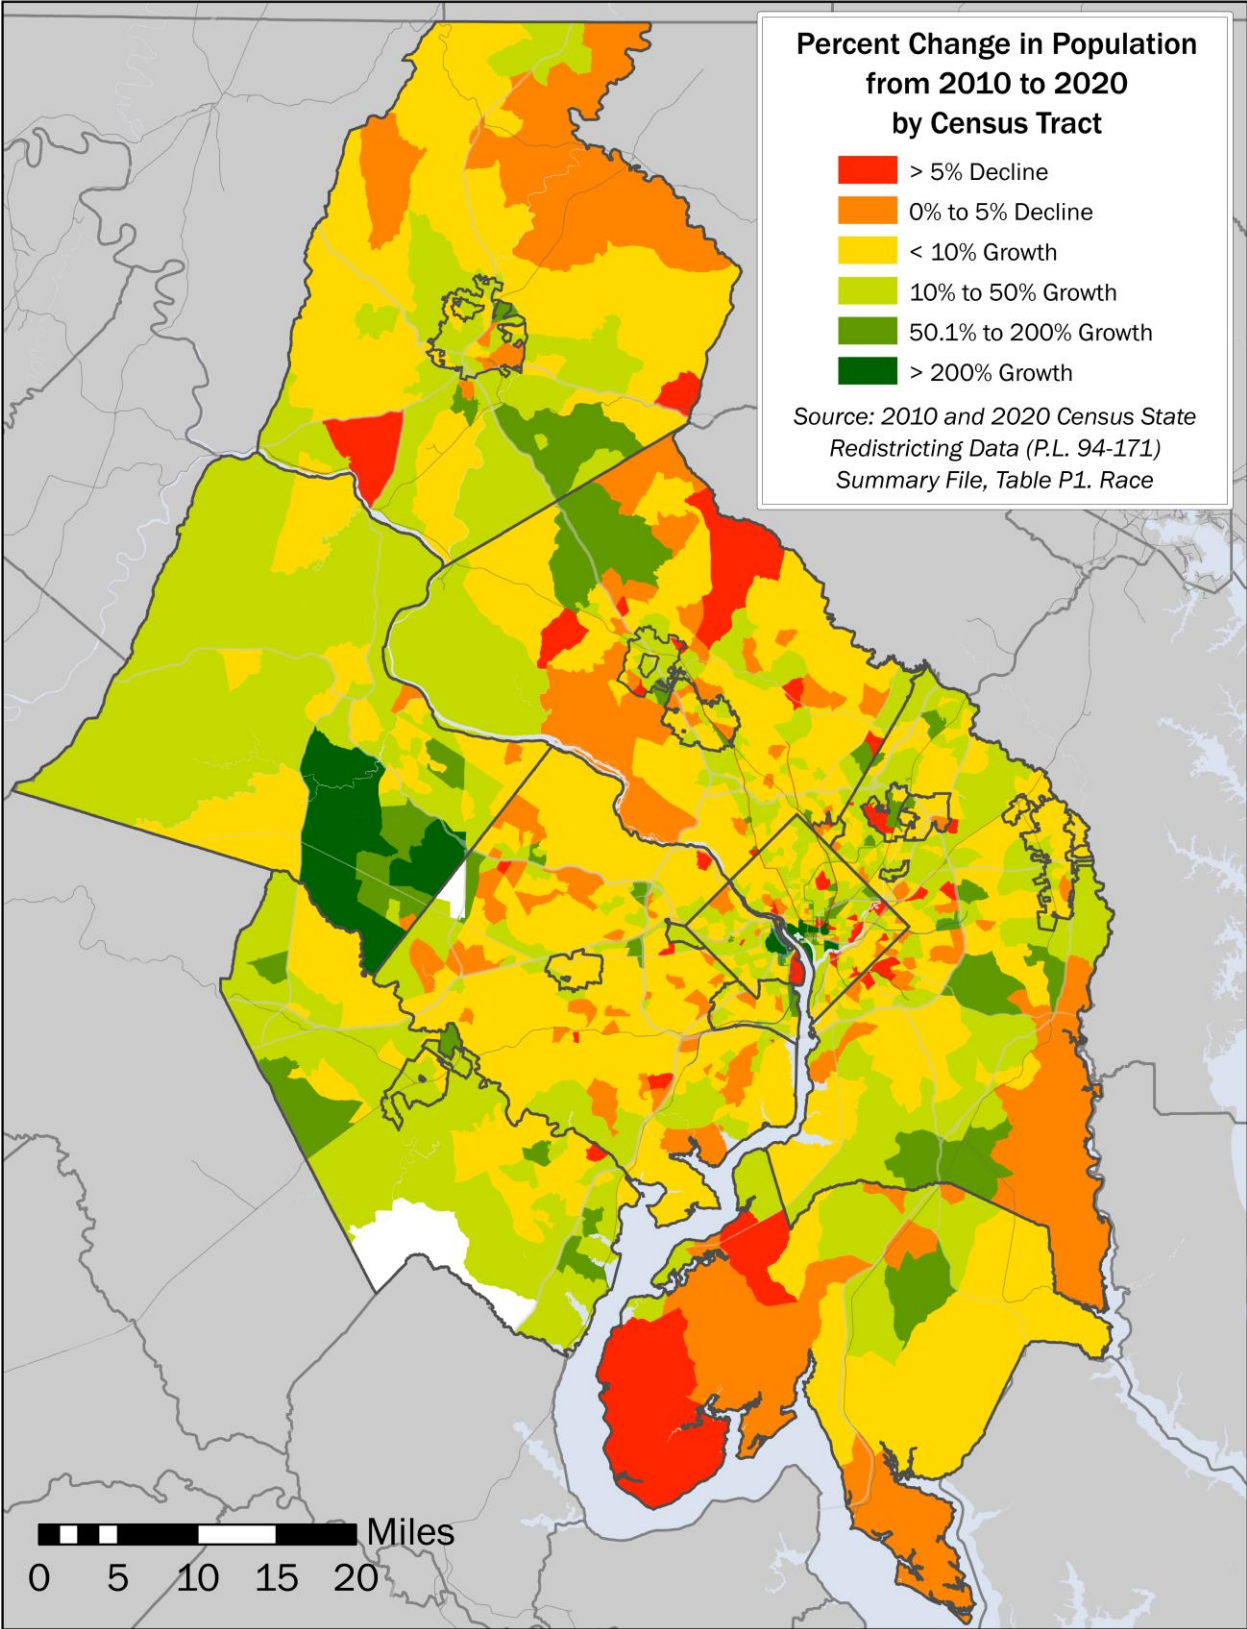 Percent Change in Population
from 2010 to 2020
by Census Tract
> 5% Decline
0% to 5% Decline
< 10% Growth
10% to 50% Growth
50.1% to 200% Growth
> 200% Growth
Source: 2010 and 2020 Census State
Redistricting Data (P.L. 94-171)
Summary File, Table P1. Race
Miles
0 5 10 15 20